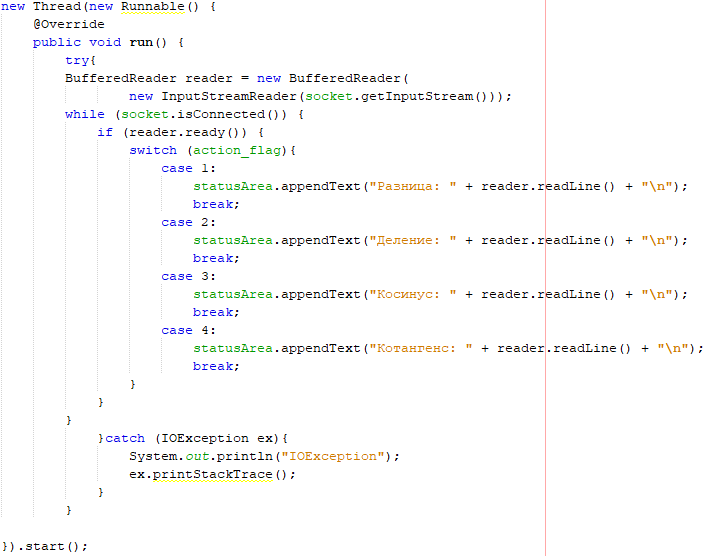 new Thread(new Runnable() {
    @Override
    public void run() {
        try{
        BufferedReader reader = new BufferedReader(
                new InputStreamReader(socket.getInputStream()));
        while (socket.isConnected()) {
            if (reader.ready()) {
                switch (action_flag){
                    case 1:
                        statusArea.appendText("Разница: " + reader.readLine() + "\n");
                        break;
                    case 2:
                        statusArea.appendText("Деление: " + reader.readLine() + "\n");
                        break;
                    case 3:
                        statusArea.appendText("Косинус: " + reader.readLine() + "\n");
                        break;
                    case 4:
                        statusArea.appendText("Котангенс: " + reader.readLine() + "\n");
                        break;
                }
            }
        }
            }catch (IOException ex){
                System.out.println("IOException");
                ex.printStackTrace();
            }
        }

}).start();